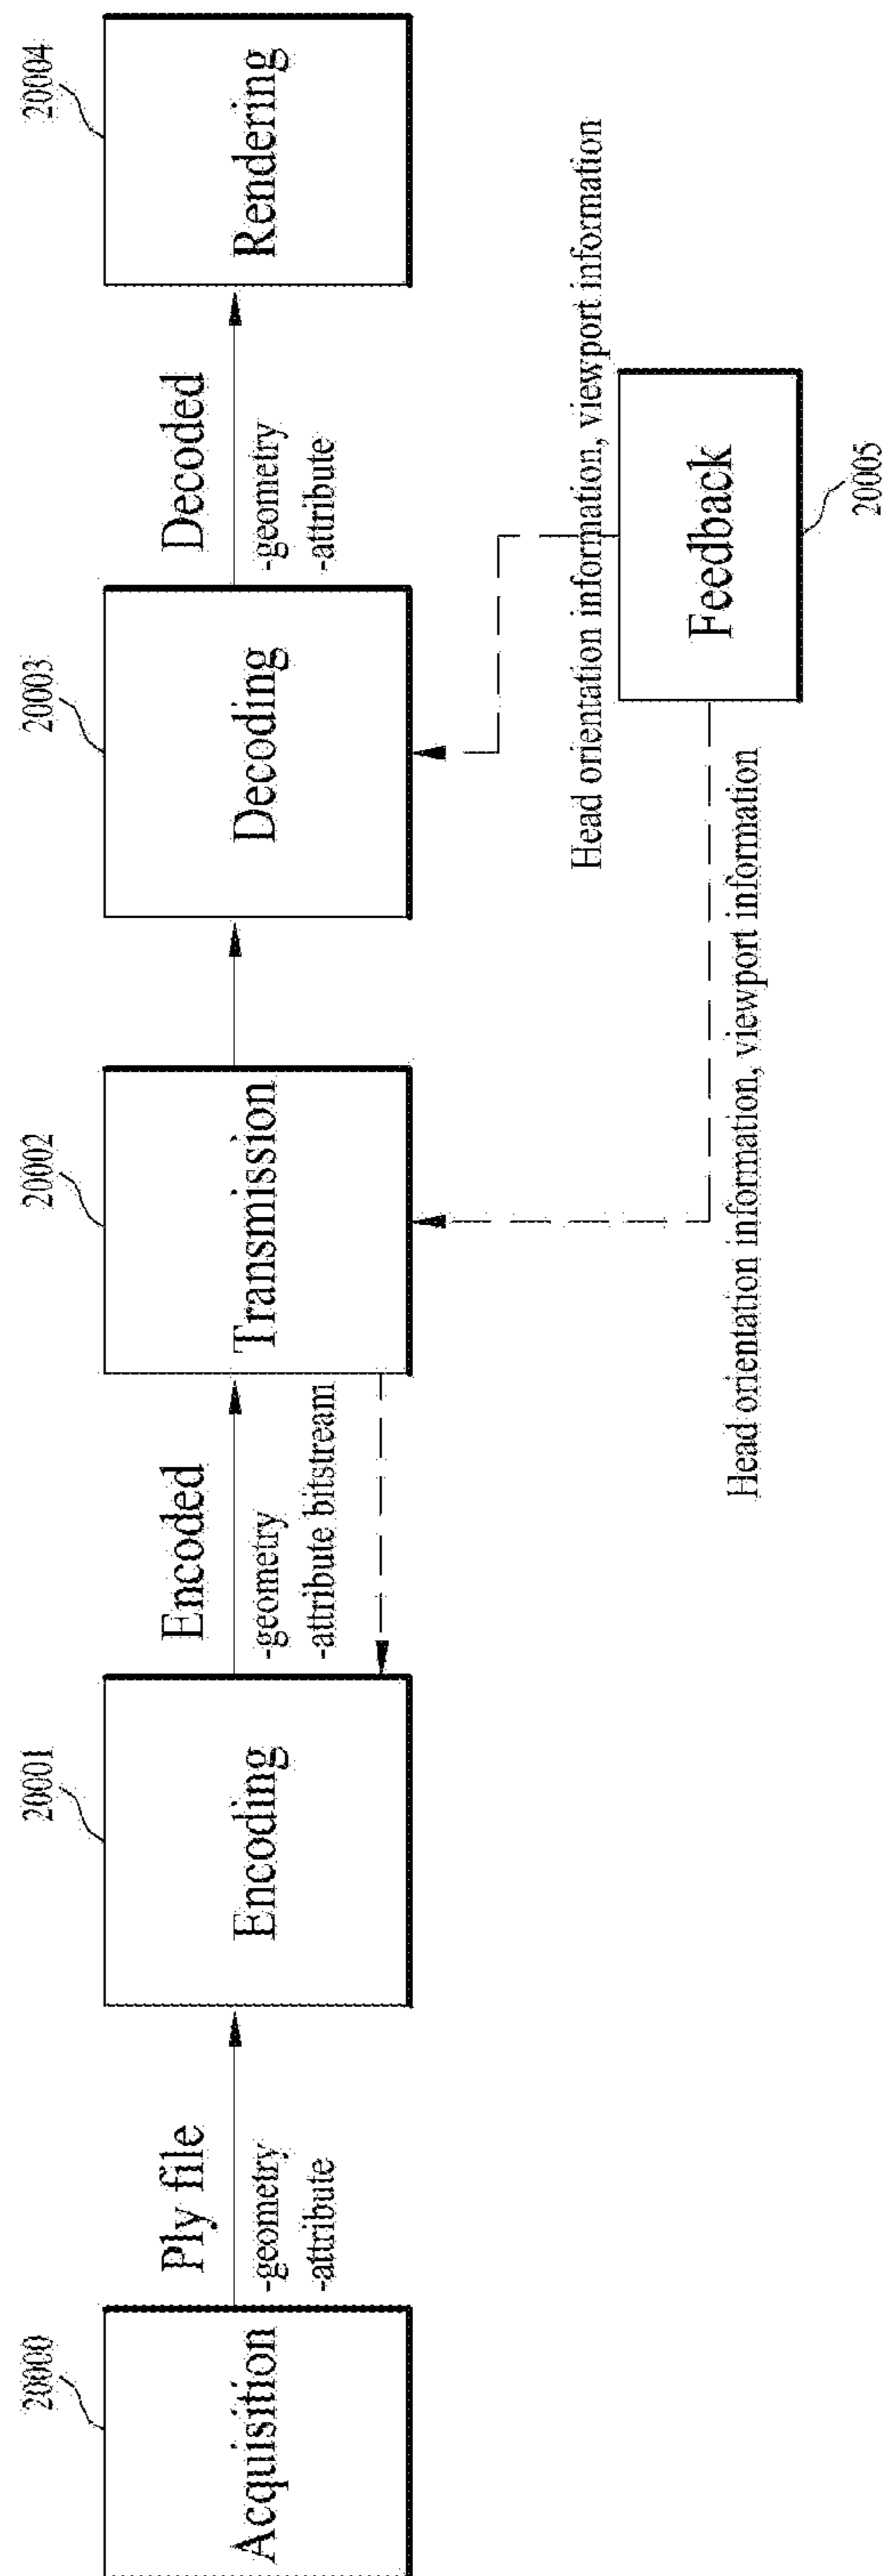 20000
20001
20002
20003
20004
Ply file
Encoded
Decoded
Acquisition
Encoding
Transmission
Decoding
Rendering
-geometry
-attribute
-geometry
-attribute bitstream
-geometry
-attribute
Head orientation information, viewport information
Feedback
Head orientation information, viewport information
20005